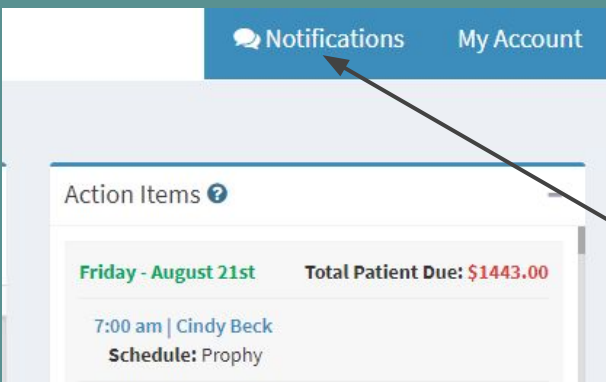 Notifications My Account
Action Items ?
Friday - August 21st Total Patient Due: $1443.00
7:00 am | Cindy Beck
Schedule: Prophy